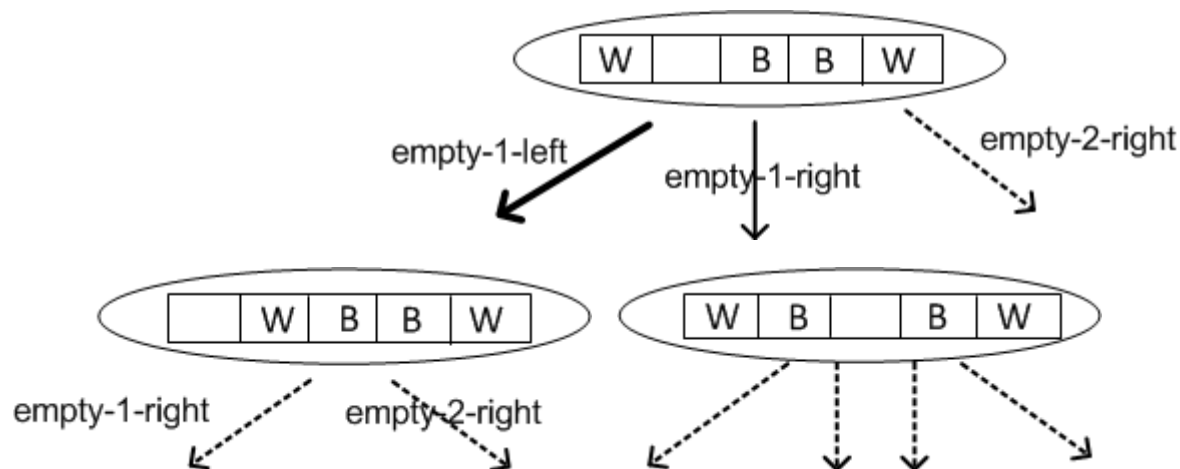 W B B W
empty-1-left
empty-1-right
empty-2-right
W B B W
W B B W
empty-1-right
empty-2-right